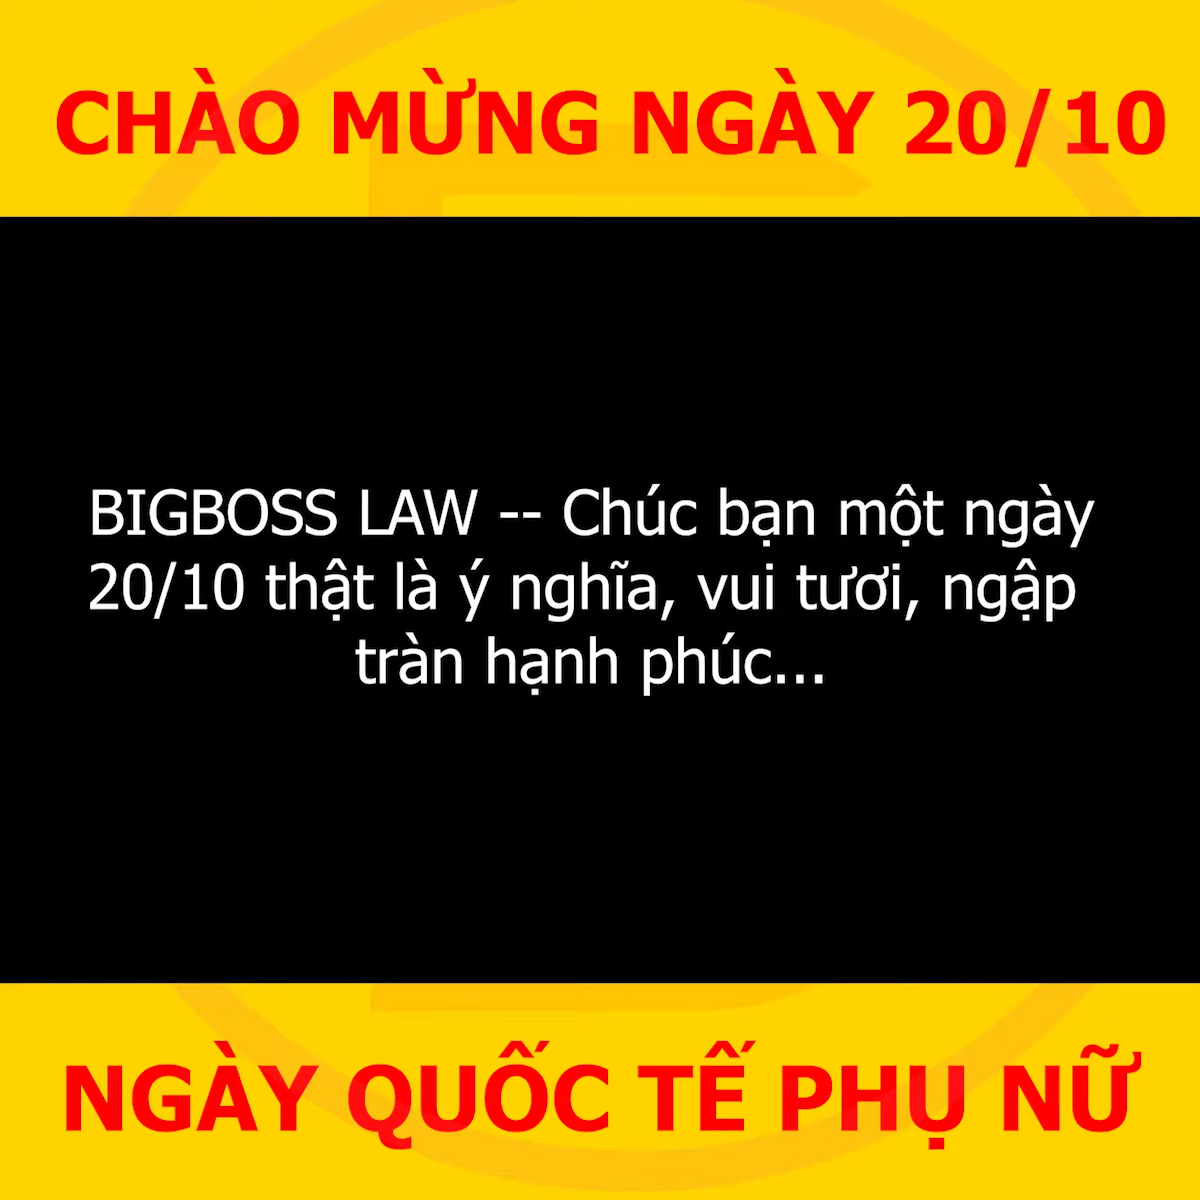 CHÀO MỪNG NGÀY 20/10
BIGBOSS LAW -- Chúc bạn một ngày
20/10 thật là ý nghĩa, vui tươi, ngập
tràn hạnh phúc...
NGÀY QUỐC TẾ PHỤ NỮ